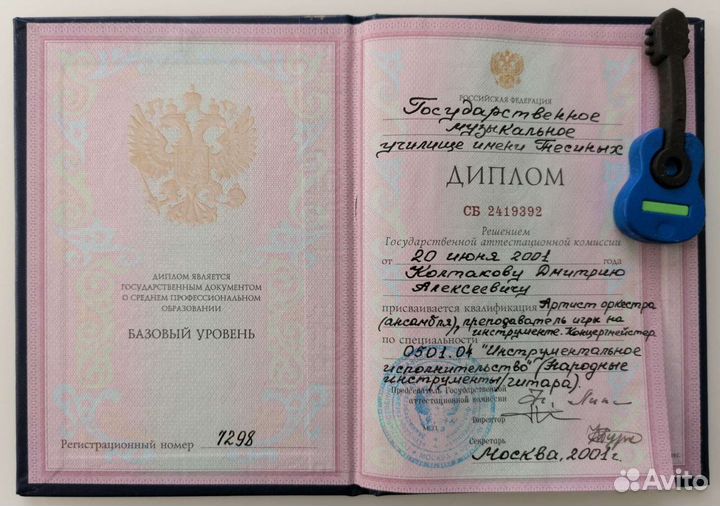 ДИПЛОМ ЯВЛЯЕТСЯ
ГОСУДАРСТВЕННЫМ ДОКУМЕНТОМ
О СРЕДНЕМ ПРОФЕССИОНАЛЬНОМ
ОБРАЗОВАНИИ
БАЗОВЫЙ УРОВЕНЬ
Регистрационный номер 1298
РОССИЙСКАЯ ФЕДЕРАЦИЯ
Государственное
музыкальное
училище имени Гнесиных
ДИПЛОМ
СБ 2419392
Решением
Государственной аттестационной комиссии
от 20 июня 2001 года
Колтакову Дмитрию
Алексеевичу
присваивается квалификация Артист оркестра
(ансамбля), преподаватель игры на
инструменте. Концертмейстер
по специальности
0501.04 "Инструментальное
исполнительство" (Народные
инструменты/гитара).
Председатель Государственной
аттестационной комиссии
М.П.
Директор
Секретарь
Москва, 2001г.
Avito